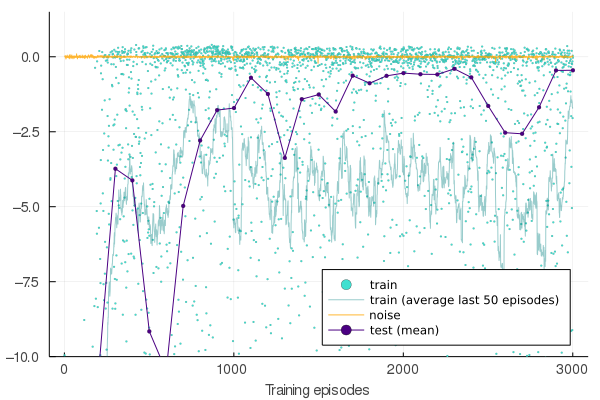 0.0
−2.5
−5.0
−7.5
−10.0
train
train (average last 50 episodes)
noise
test (mean)
0 1000 2000 3000
Training episodes